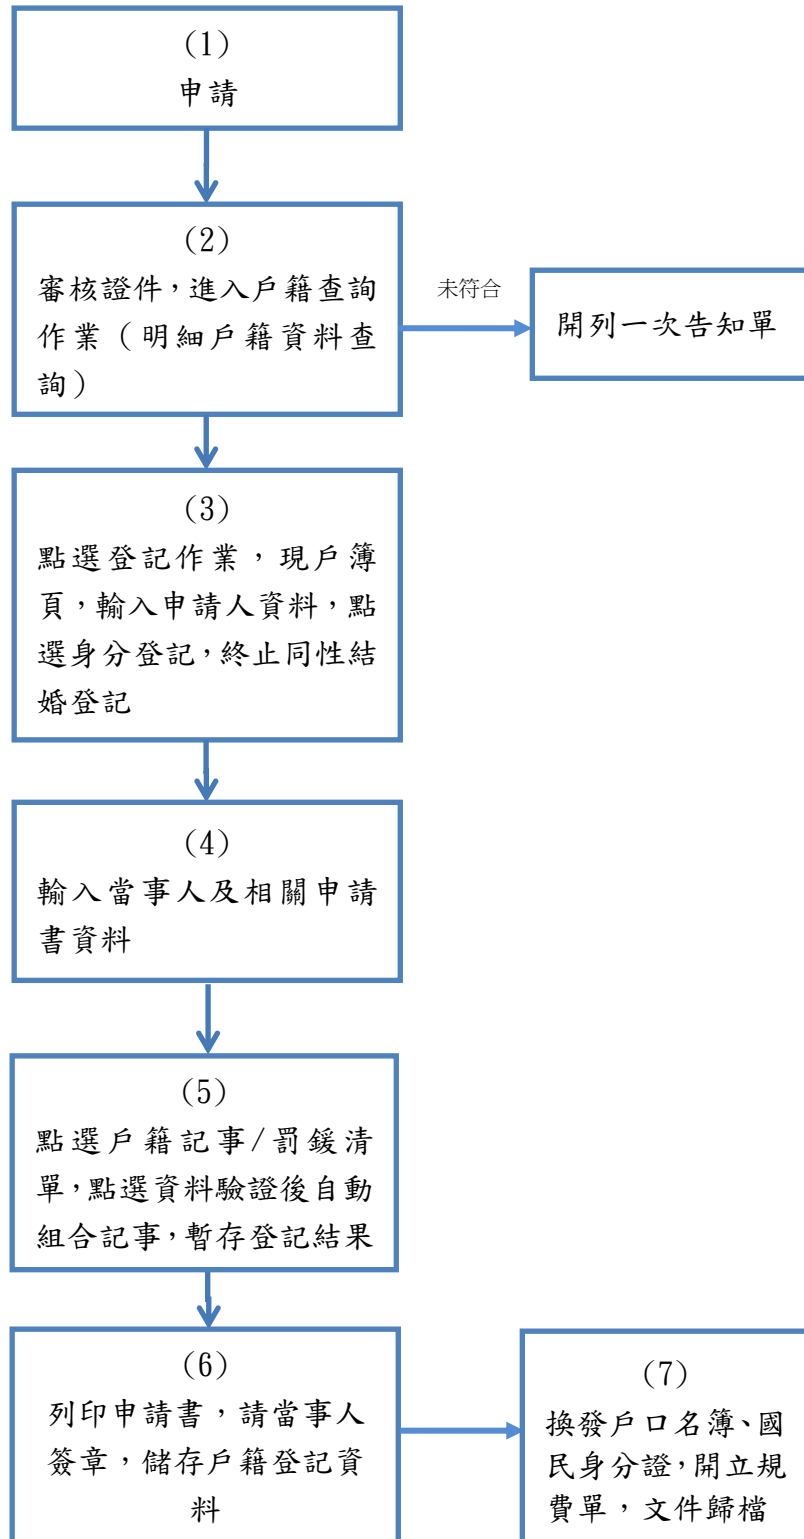 (1)
申請
(2)
審核證件，進入戶籍查詢
作業（明細戶籍資料查
詢）
未符合
開列一次告知單
(3)
點選登記作業，現戶簿
頁，輸入申請人資料，點
選身分登記，終止同性結
婚登記
(4)
輸入當事人及相關申請
書資料
(5)
點選戶籍記事/罰鍰清
單，點選資料驗證後自動
組合記事，暫存登記結果
(6)
列印申請書，請當事人
簽章，儲存戶籍登記資
料
(7)
換發戶口名簿、國
民身分證，開立規
費單，文件歸檔